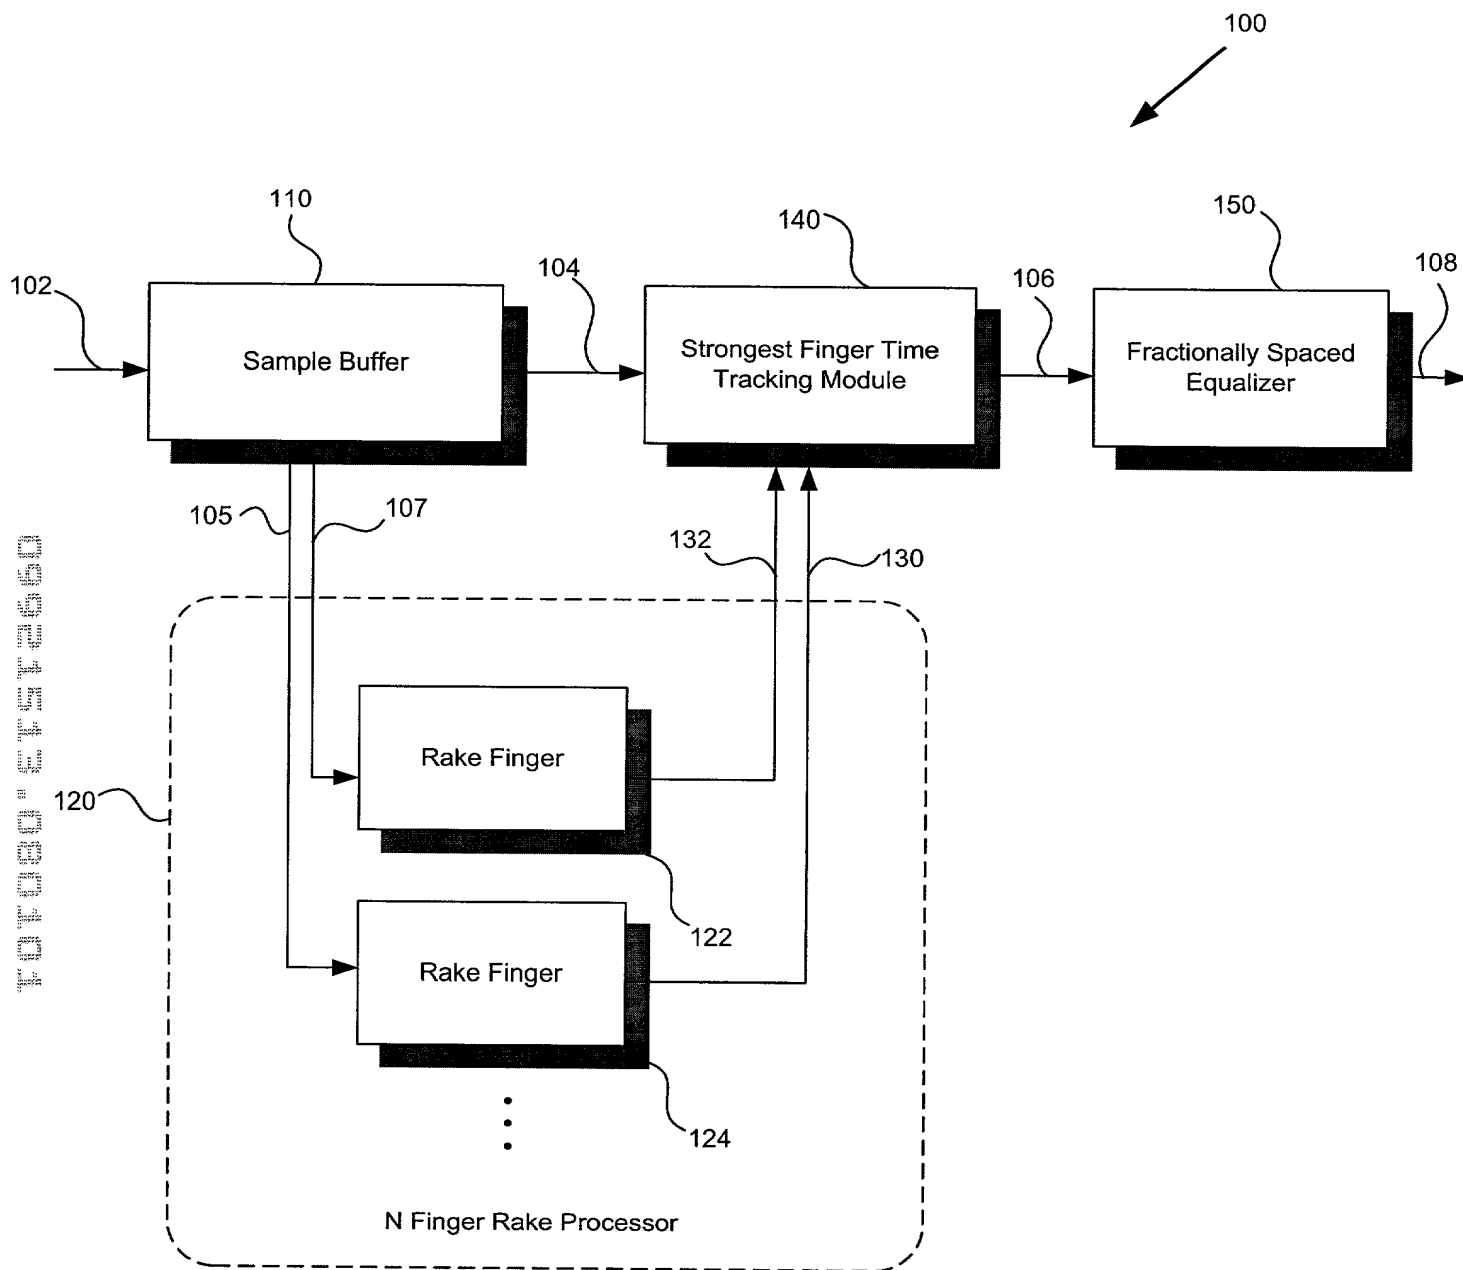 100
110
140
150
102
104
106
108
Sample Buffer
Strongest Finger Time
Tracking Module
Fractionally Spaced
Equalizer
105
107
132
130
120
Rake Finger
122
Rake Finger
124
N Finger Rake Processor